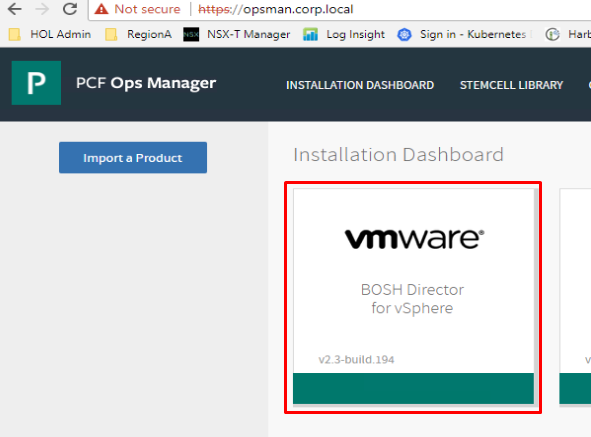 Not secure | https://opsman.corp.local
HOL Admin RegionA NSX NSX-T Manager Log Insight Sign in - Kubernetes Harb
P PCF Ops Manager INSTALLATION DASHBOARD STEMCELL LIBRARY
Import a Product
Installation Dashboard
vmware®
BOSH Director
for vSphere
v2.3-build.194